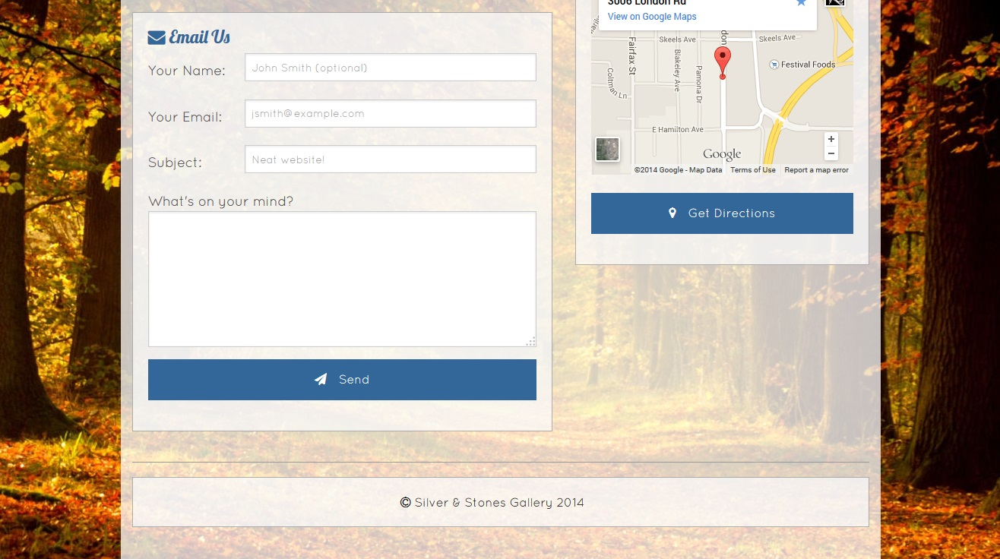 Email Us
Your Name:
John Smith (optional)
Your Email:
jsmith@example.com
Subject:
Neat website!
What's on your mind?
Send
3006 London Rd
View on Google Maps
Skeels Ave
Skeels Ave
Fairfax St
Blakeley Ave
Pamona Dr
Coltman Ln
Festival Foods
E Hamilton Ave
Google
+
−
©2014 Google - Map Data
Terms of Use
Report a map error
Get Directions
© Silver & Stones Gallery 2014